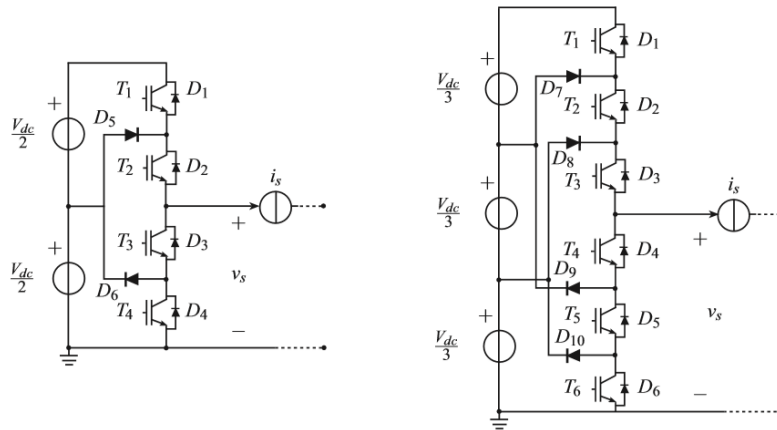 +
V_dc/2
T1
D1
D5
T2
D2
i_s
+
T3
D3
+
V_dc/2
D6
v_s
T4
D4
−
T1
D1
+
V_dc/3
D7
T2
D2
D8
T3
D3
i_s
+
V_dc/3
+
T4
D4
D9
v_s
T5
D5
+
V_dc/3
D10
T6
D6
−